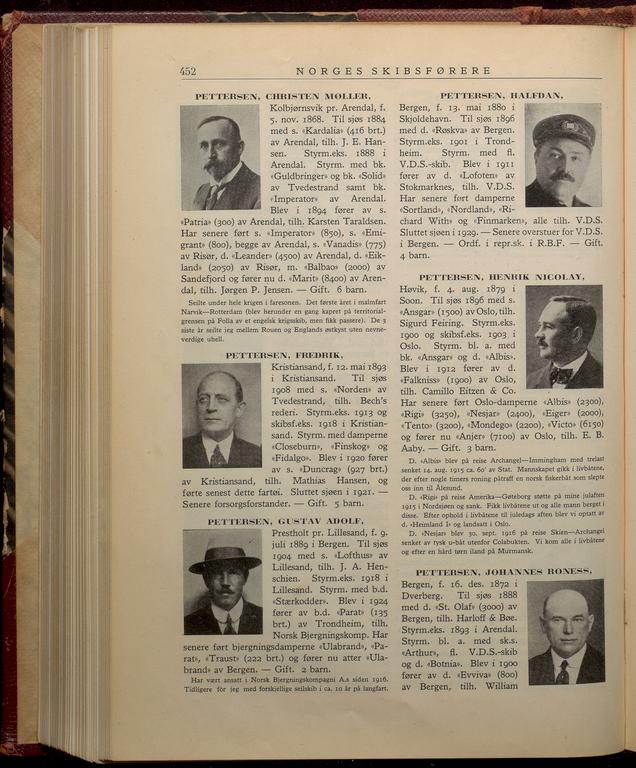 452
NORGES SKIBSFØRERE
PETTERSEN, CHRISTEN MØLLER,
Kolbjørnsvik pr. Arendal, f.
5. nov. 1868. Til sjøs 1884
med s. «Kardalia» (416 brt.)
av Arendal, tilh. J. E. Han-
sen. Styrm.eks. 1888 i
Arendal. Styrm. med bk.
«Guldbringer» og bk. «Solid»
av Tvedestrand samt bk.
«Imperator» av Arendal.
Blev i 1894 fører av s.
«Patria» (300) av Arendal, tilh. Karsten Taraldsen.
Har senere ført s. «Imperator» (850), s. «Emi-
grant» (800), begge av Arendal, s. «Vanadis» (775)
av Risør, d. «Leander» (4500) av Arendal, d. «Eik-
land» (2050) av Risør, m. «Balbao» (2000) av
Sandefjord og fører nu d. «Marit» (8400) av Aren-
dal, tilh. Jørgen P. Jensen. — Gift. 6 barn.
Seilte under hele krigen i faresonen. Det første året i malmfart
Narvik—Rotterdam (blev herunder en gang kapret på territorial-
grensen på Folla av et engelsk krigsskib, men fikk passere). De 3
siste år seilte jeg mellem Rouen og Englands østkyst uten nevne-
verdige uhell.
PETTERSEN, FREDRIK,
Kristiansand, f. 12. mai 1893
i Kristiansand. Til sjøs
1908 med s. «Norden» av
Tvedestrand, tilh. Bech's
rederi. Styrm.eks. 1913 og
skibsf.eks. 1918 i Kristian-
sand. Styrm. med damperne
«Closeburn», «Finskog» og
«Fidalgo». Blev i 1920 fører
av s. «Duncrag» (927 brt.)
av Kristiansand, tilh. Mathias Hansen, og
førte senest dette fartøi. Sluttet sjøen i 1921. —
Senere forsorgsforstander. — Gift. 5 barn.
PETTERSEN, GUSTAV ADOLF,
Prestholt pr. Lillesand, f. 9.
juli 1889 i Bergen. Til sjøs
1904 med s. «Lofthus» av
Lillesand, tilh. J. A. Hen-
schien. Styrm.eks. 1918 i
Lillesand. Styrm. med b.d.
«Stærkodder». Blev i 1924
fører av b.d. «Parat» (135
brt.) av Trondheim, tilh.
Norsk Bjergningskomp. Har
senere ført bjergningsdamperne «Ulabrand», «Pa-
rat», «Traust» (222 brt.) og fører nu atter «Ula-
brand» av Bergen. — Gift. 2 barn.
Har vært ansatt i Norsk Bjergningskompagni A.s siden 1916.
Tidligere fór jeg med forskjellige seilskib i ca. 10 år på langfart.
PETTERSEN, HALFDAN,
Bergen, f. 13. mai 1880 i
Skjoldehavn. Til sjøs 1896
med d. «Røskva» av Bergen.
Styrm.eks. 1901 i Trond-
heim. Styrm. med fl.
V.D.S.-skib. Blev i 1911
fører av d. «Lofoten» av
Stokmarknes, tilh. V.D.S.
Har senere ført damperne
«Sortland», «Nordland», «Ri-
chard With» og «Finmarken», alle tilh. V.D.S.
Sluttet sjøen i 1929. — Senere overstuer for V.D.S.
i Bergen. — Ordf. i repr.sk. i R.B.F. — Gift.
4 barn.
PETTERSEN, HENRIK NICOLAY,
Høvik, f. 4. aug. 1879 i
Soon. Til sjøs 1896 med s.
«Ansgar» (1500) av Oslo, tilh.
Sigurd Feiring. Styrm.eks.
1900 og skibsf.eks. 1903 i
Oslo. Styrm. bl. a. med
bk. «Ansgar» og d. «Albis».
Blev i 1912 fører av d.
«Falkniss» (1900) av Oslo,
tilh. Camillo Eitzen & Co.
Har senere ført Oslo-damperne «Albis» (2300),
«Rigi» (3250), «Nesjar» (2400), «Eiger» (2000),
«Tento» (3200), «Mondego» (2200), «Victo» (6150)
og fører nu «Anjer» (7100) av Oslo, tilh. E. B.
Aaby. — Gift. 3 barn.
D. «Albis» blev på reise Archangel—Immingham med trelast
senket 14. aug. 1915 ca. 60' av Stat. Mannskapet gikk i livbåtene,
der efter nogle timers roning påtraff en norsk fiskerbåt som slepte
oss inn til Ålesund.
D. «Rigi» på reise Amerika—Gøteborg støtte på mine julaften
1915 i Nordsjøen og sank. Fikk livbåtene ut og alle mann berget i
disse. Efter ophold i livbåtene til juledags aften blev vi optatt av
d. «Heimland I» og landsatt i Oslo.
D. «Nesjar» blev 30. sept. 1916 på reise Skien—Archangel
senket av tysk u-båt utenfor Colabukten. Vi kom alle i livbåtene
og efter en hård tørn iland på Murmansk.
PETTERSEN, JOHANNES RONESS,
Bergen, f. 16. des. 1872 i
Dverberg. Til sjøs 1888
med d. «St. Olaf» (3000) av
Bergen, tilh. Harloff & Bøe.
Styrm.eks. 1893 i Arendal.
Styrm. bl. a. med sk.s.
«Arthur», fl. V.D.S.-skib
og d. «Botnia». Blev i 1900
fører av d. «Evviva» (800)
av Bergen, tilh. William